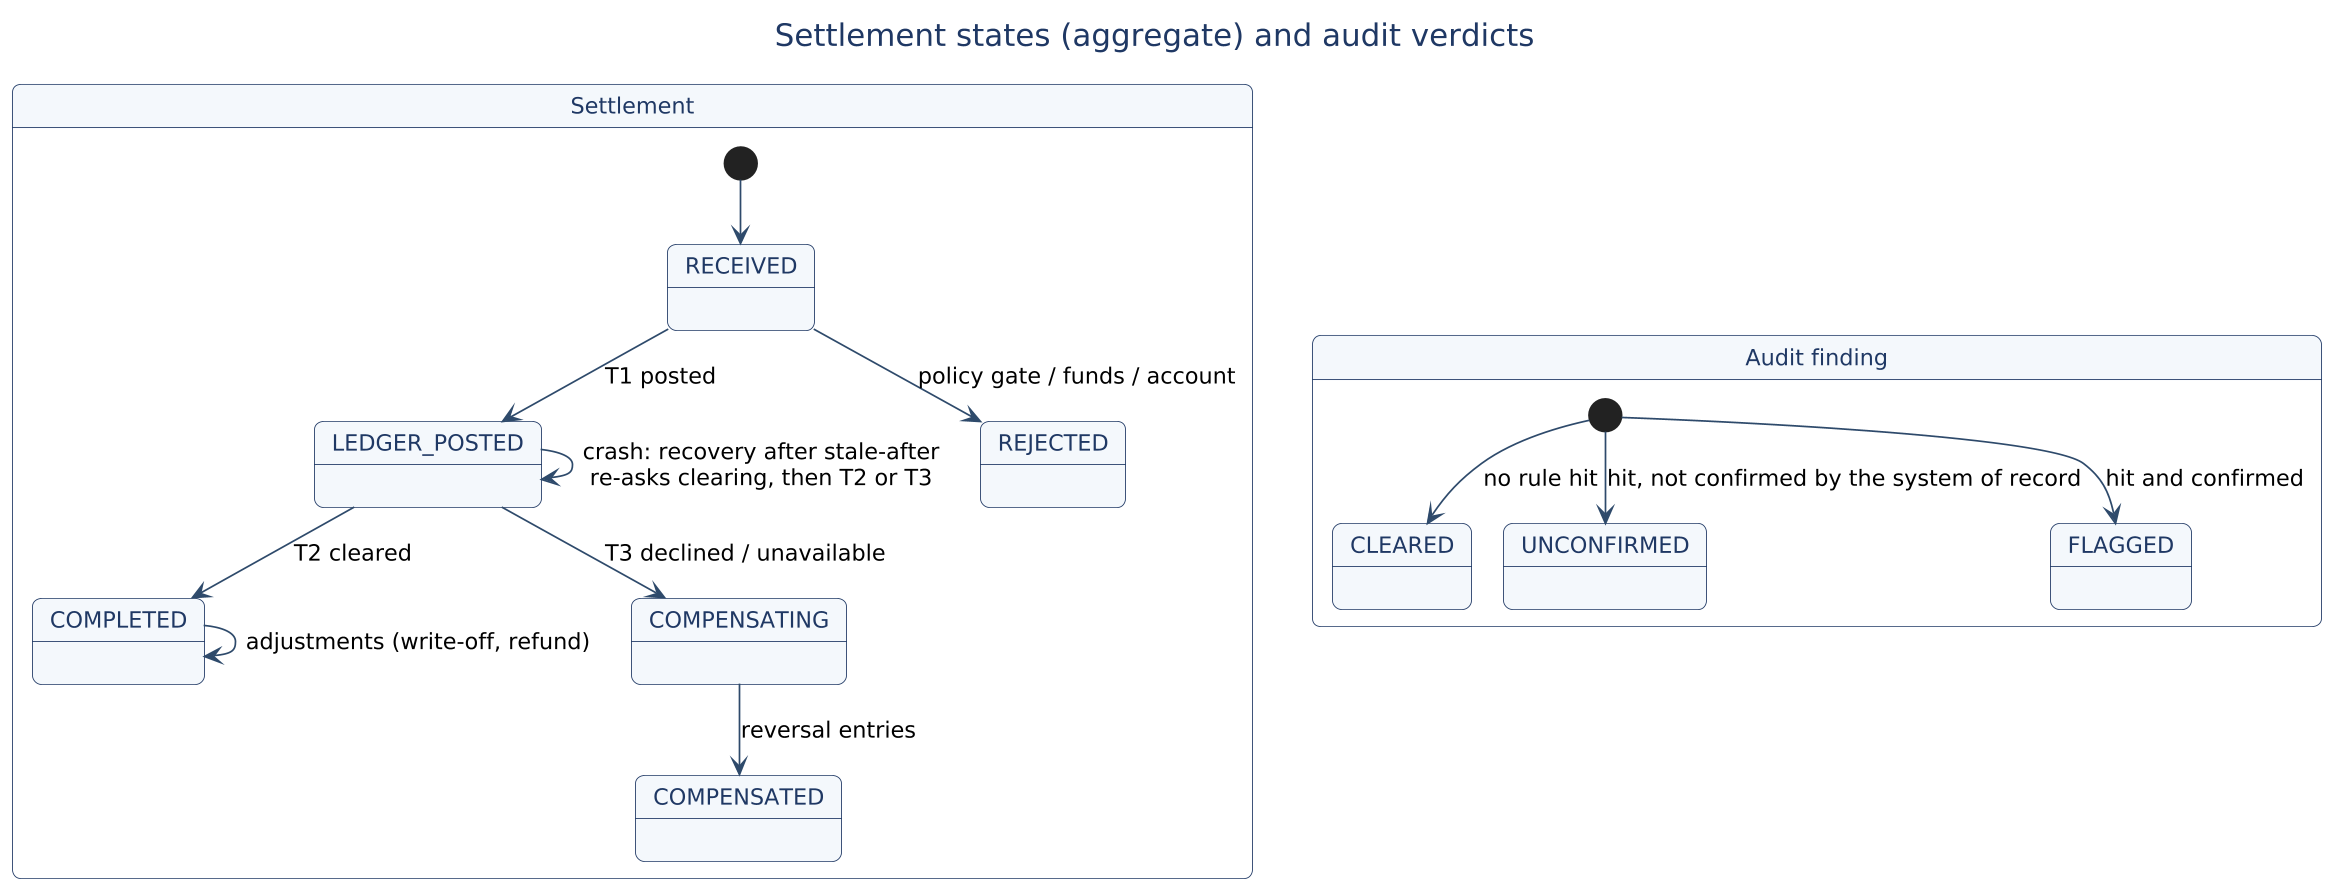 Settlement states (aggregate) and audit verdicts
Settlement
RECEIVED
T1 posted
policy gate / funds / account
LEDGER_POSTED
crash: recovery after stale-after
re-asks clearing, then T2 or T3
REJECTED
T2 cleared
T3 declined / unavailable
COMPLETED
adjustments (write-off, refund)
COMPENSATING
reversal entries
COMPENSATED
Audit finding
no rule hit
hit, not confirmed by the system of record
hit and confirmed
CLEARED
UNCONFIRMED
FLAGGED